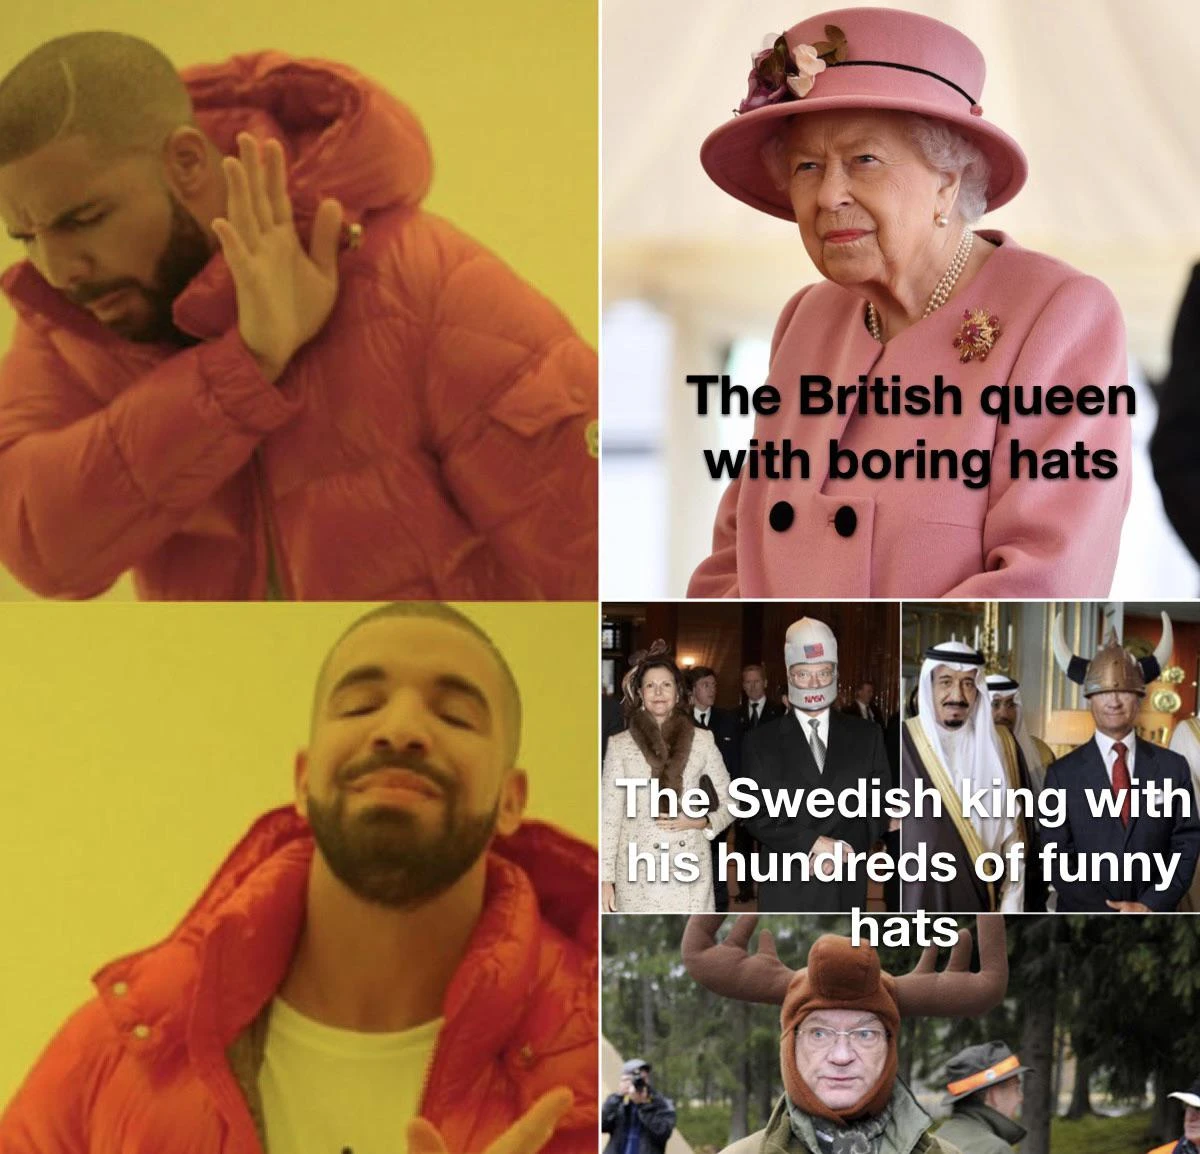 The British queen
with boring hats
NASA
The Swedish king with
his hundreds of funny
hats